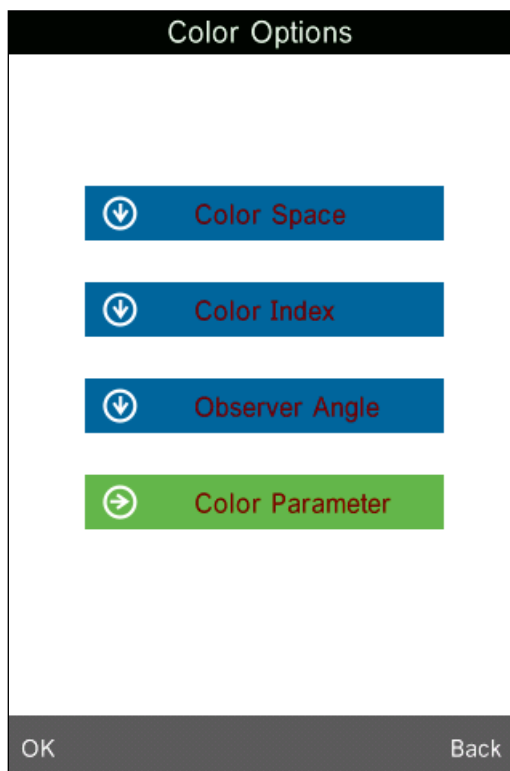 Color Options
Color Space
Color Index
Observer Angle
Color Parameter
OK
Back